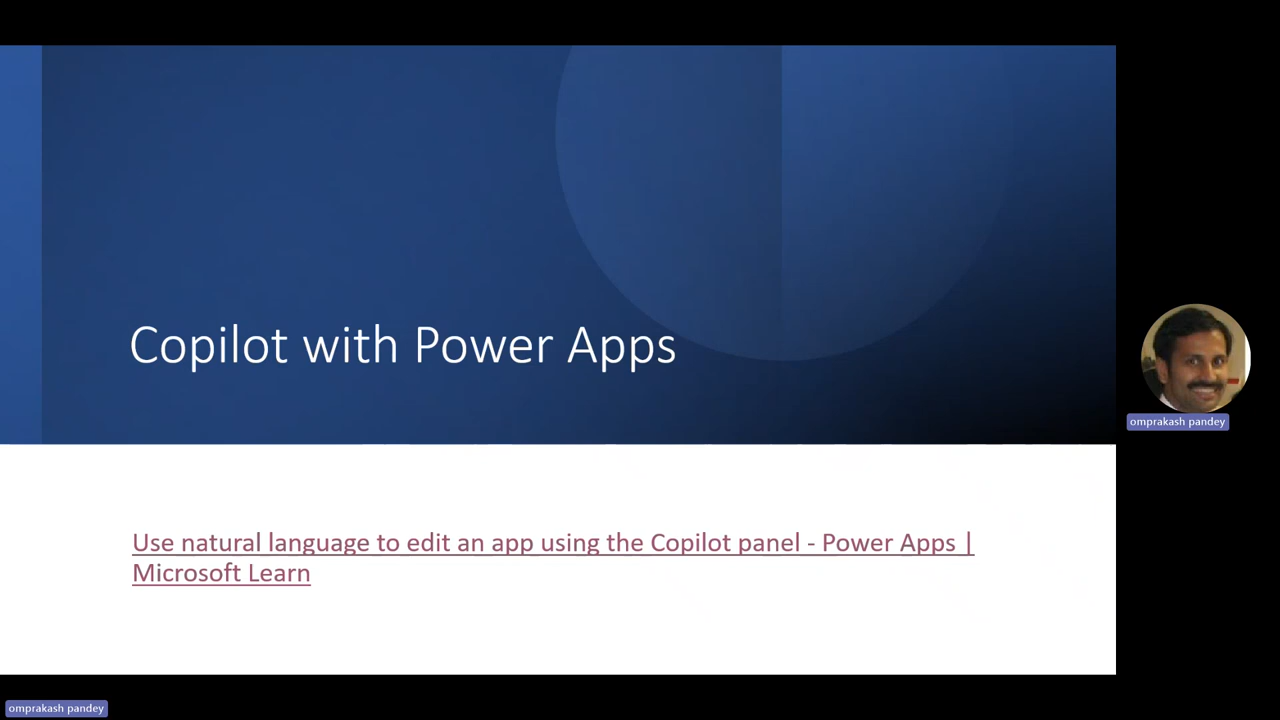 Copilot with Power Apps
omprakash pandey
Use natural language to edit an app using the Copilot panel - Power Apps |
Microsoft Learn
omprakash pandey